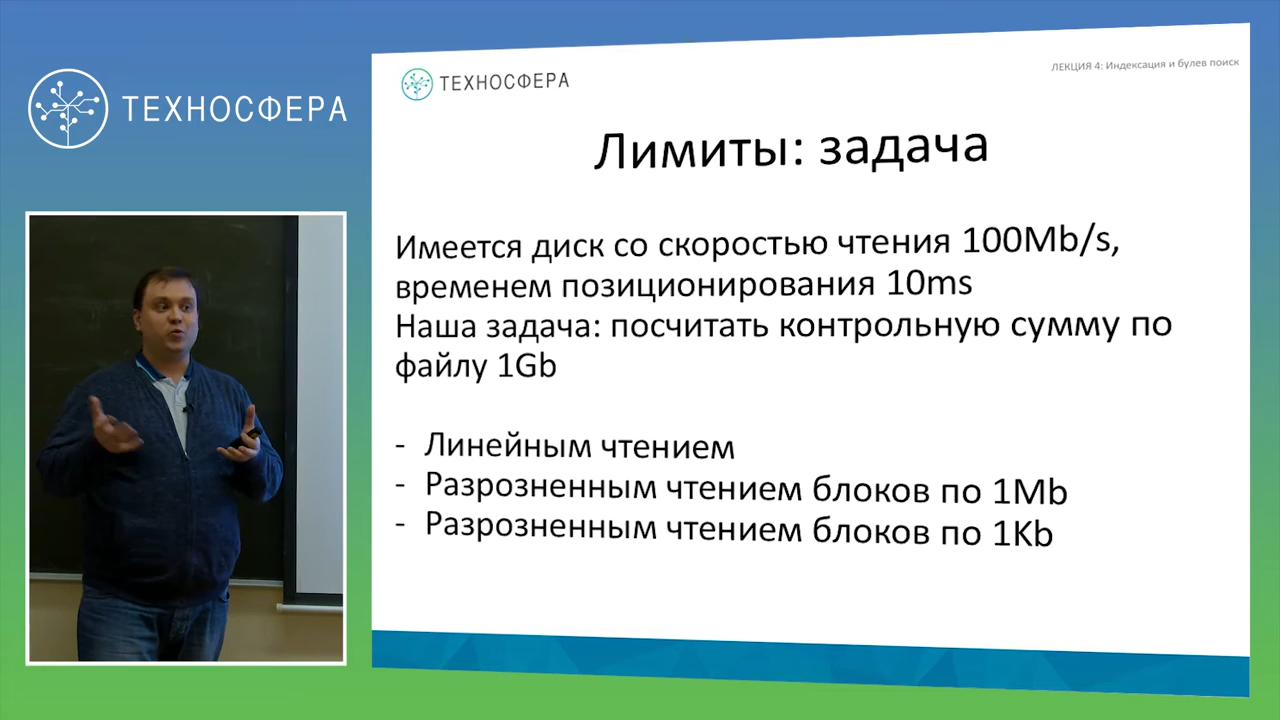 ТЕХНОСФЕРА
ТЕХНОСФЕРА
ЛЕКЦИЯ 4: Индексация и булев поиск
Лимиты: задача
Имеется диск со скоростью чтения 100Mb/s,
временем позиционирования 10ms
Наша задача: посчитать контрольную сумму по
файлу 1Gb
- Линейным чтением
- Разрозненным чтением блоков по 1Mb
- Разрозненным чтением блоков по 1Kb